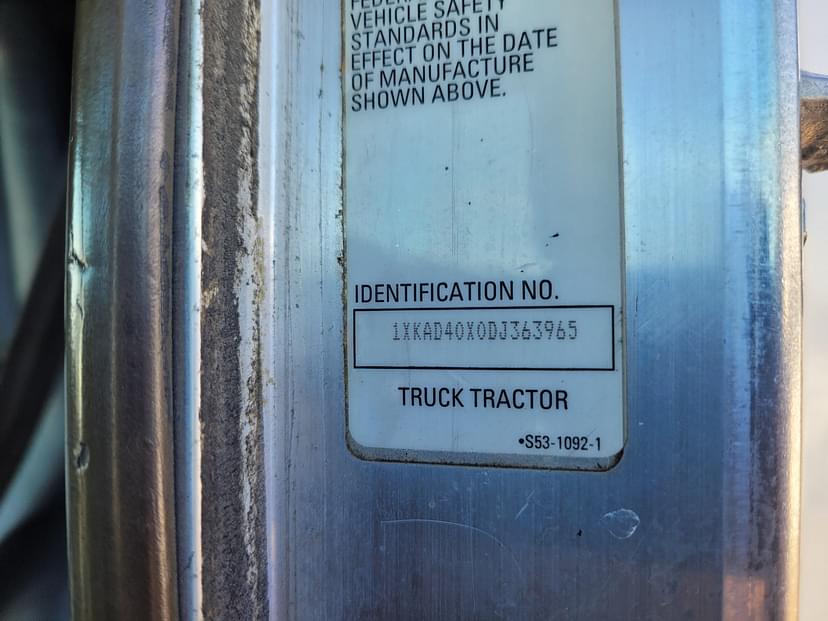 VEHICLE SAFETY
STANDARDS IN
EFFECT ON THE DATE
OF MANUFACTURE
SHOWN ABOVE.
IDENTIFICATION NO.
1XKAD40X0DJ363965
TRUCK TRACTOR
•S53-1092-1